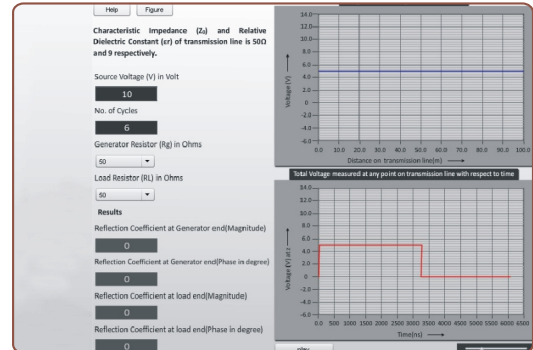 Help Figure
Characteristic Impedance (Z₀) and Relative
Dielectric Constant (εr) of transmission line is 50Ω
and 9 respectively.
Source Voltage (V) in Volt
10
No. of Cycles
6
Generator Resistor (Rg) in Ohms
50
Load Resistor (RL) in Ohms
50
Results
Reflection Coefficient at Generator end(Magnitude)
0
Reflection Coefficient at Generator end(Phase in degree)
0
Reflection Coefficient at load end(Magnitude)
0
Reflection Coefficient at load end(Phase in degree)
0
14.0
12.0
10.0
8.0
6.0
4.0
2.0
0
-2.0
-4.0
-6.0
Voltage (V)
0.0 10.0 20.0 30.0 40.0 50.0 60.0 70.0 80.0 90.0 100.0
Distance on transmission line(m)
Total Voltage measured at any point on transmission line with respect to time
14.0
12.0
10.0
8.0
6.0
4.0
2.0
0
-2.0
-4.0
-6.0
Voltage (V) at z
0.0 500 1000 1500 2000 2500 3000 3500 4000 4500 5000 5500 6000 6500
Time(ns)